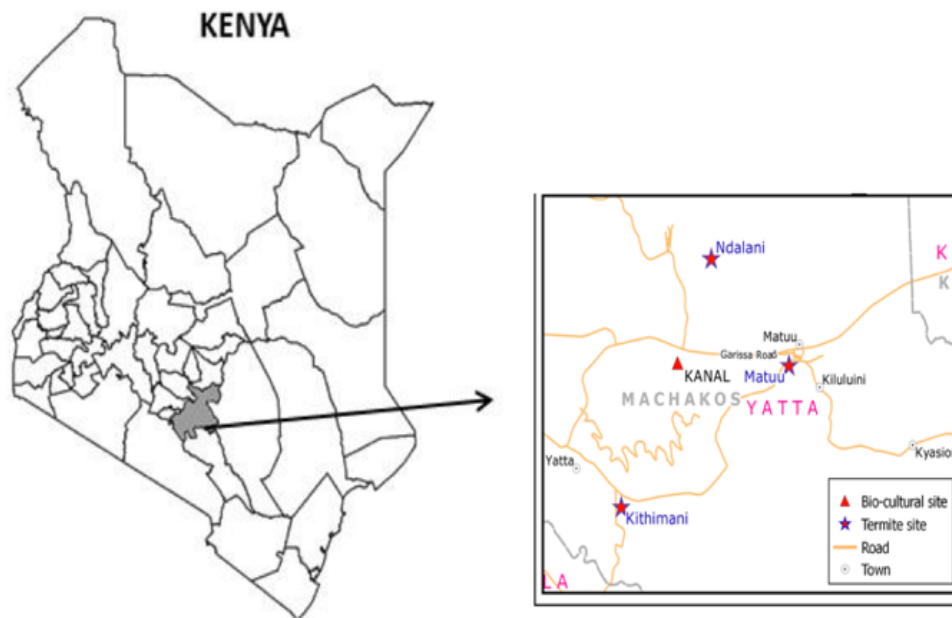 KENYA
Ndalani
K
K
Matuu
Garissa Road
Matuu
KANAL
Kiluluini
MACHAKOS
YATTA
Yatta
Kyasion
Kithimani
LA
Bio-cultural site
Termite site
Road
Town